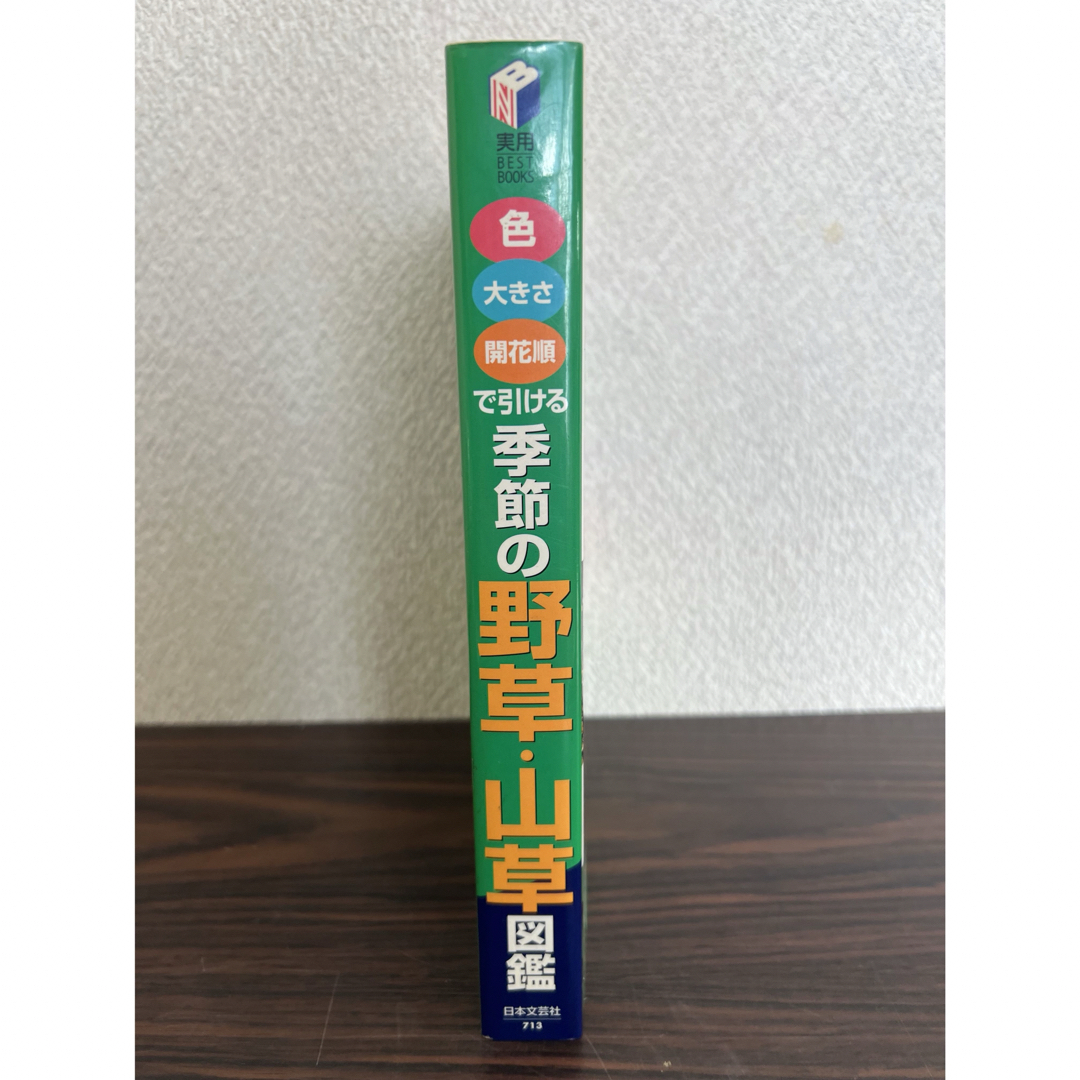 NB
実用
BEST
BOOKS
色
大きさ
開花順
で引ける
季節の野草・山草図鑑
日本文芸社
713